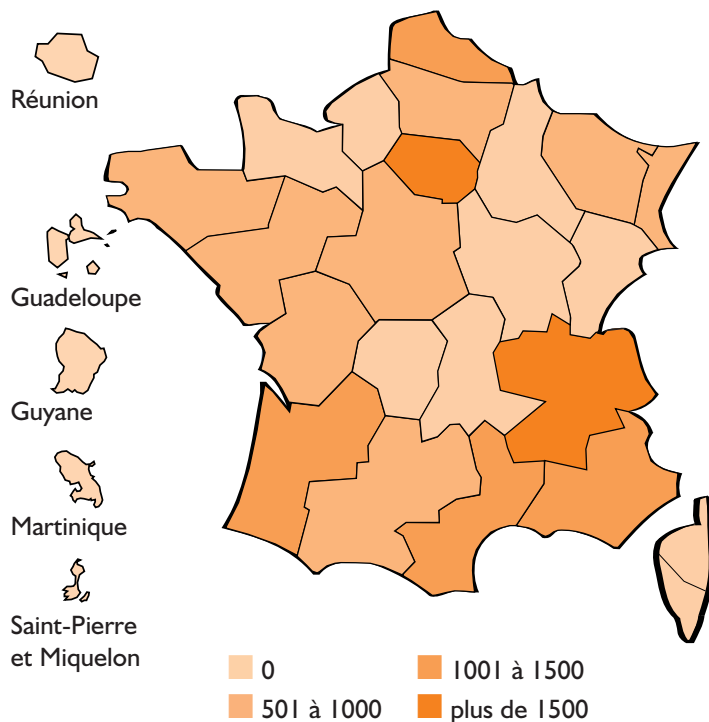 Réunion
Guadeloupe
Guyane
Martinique
Saint-Pierre
et Miquelon
0
501 à 1000
1001 à 1500
plus de 1500